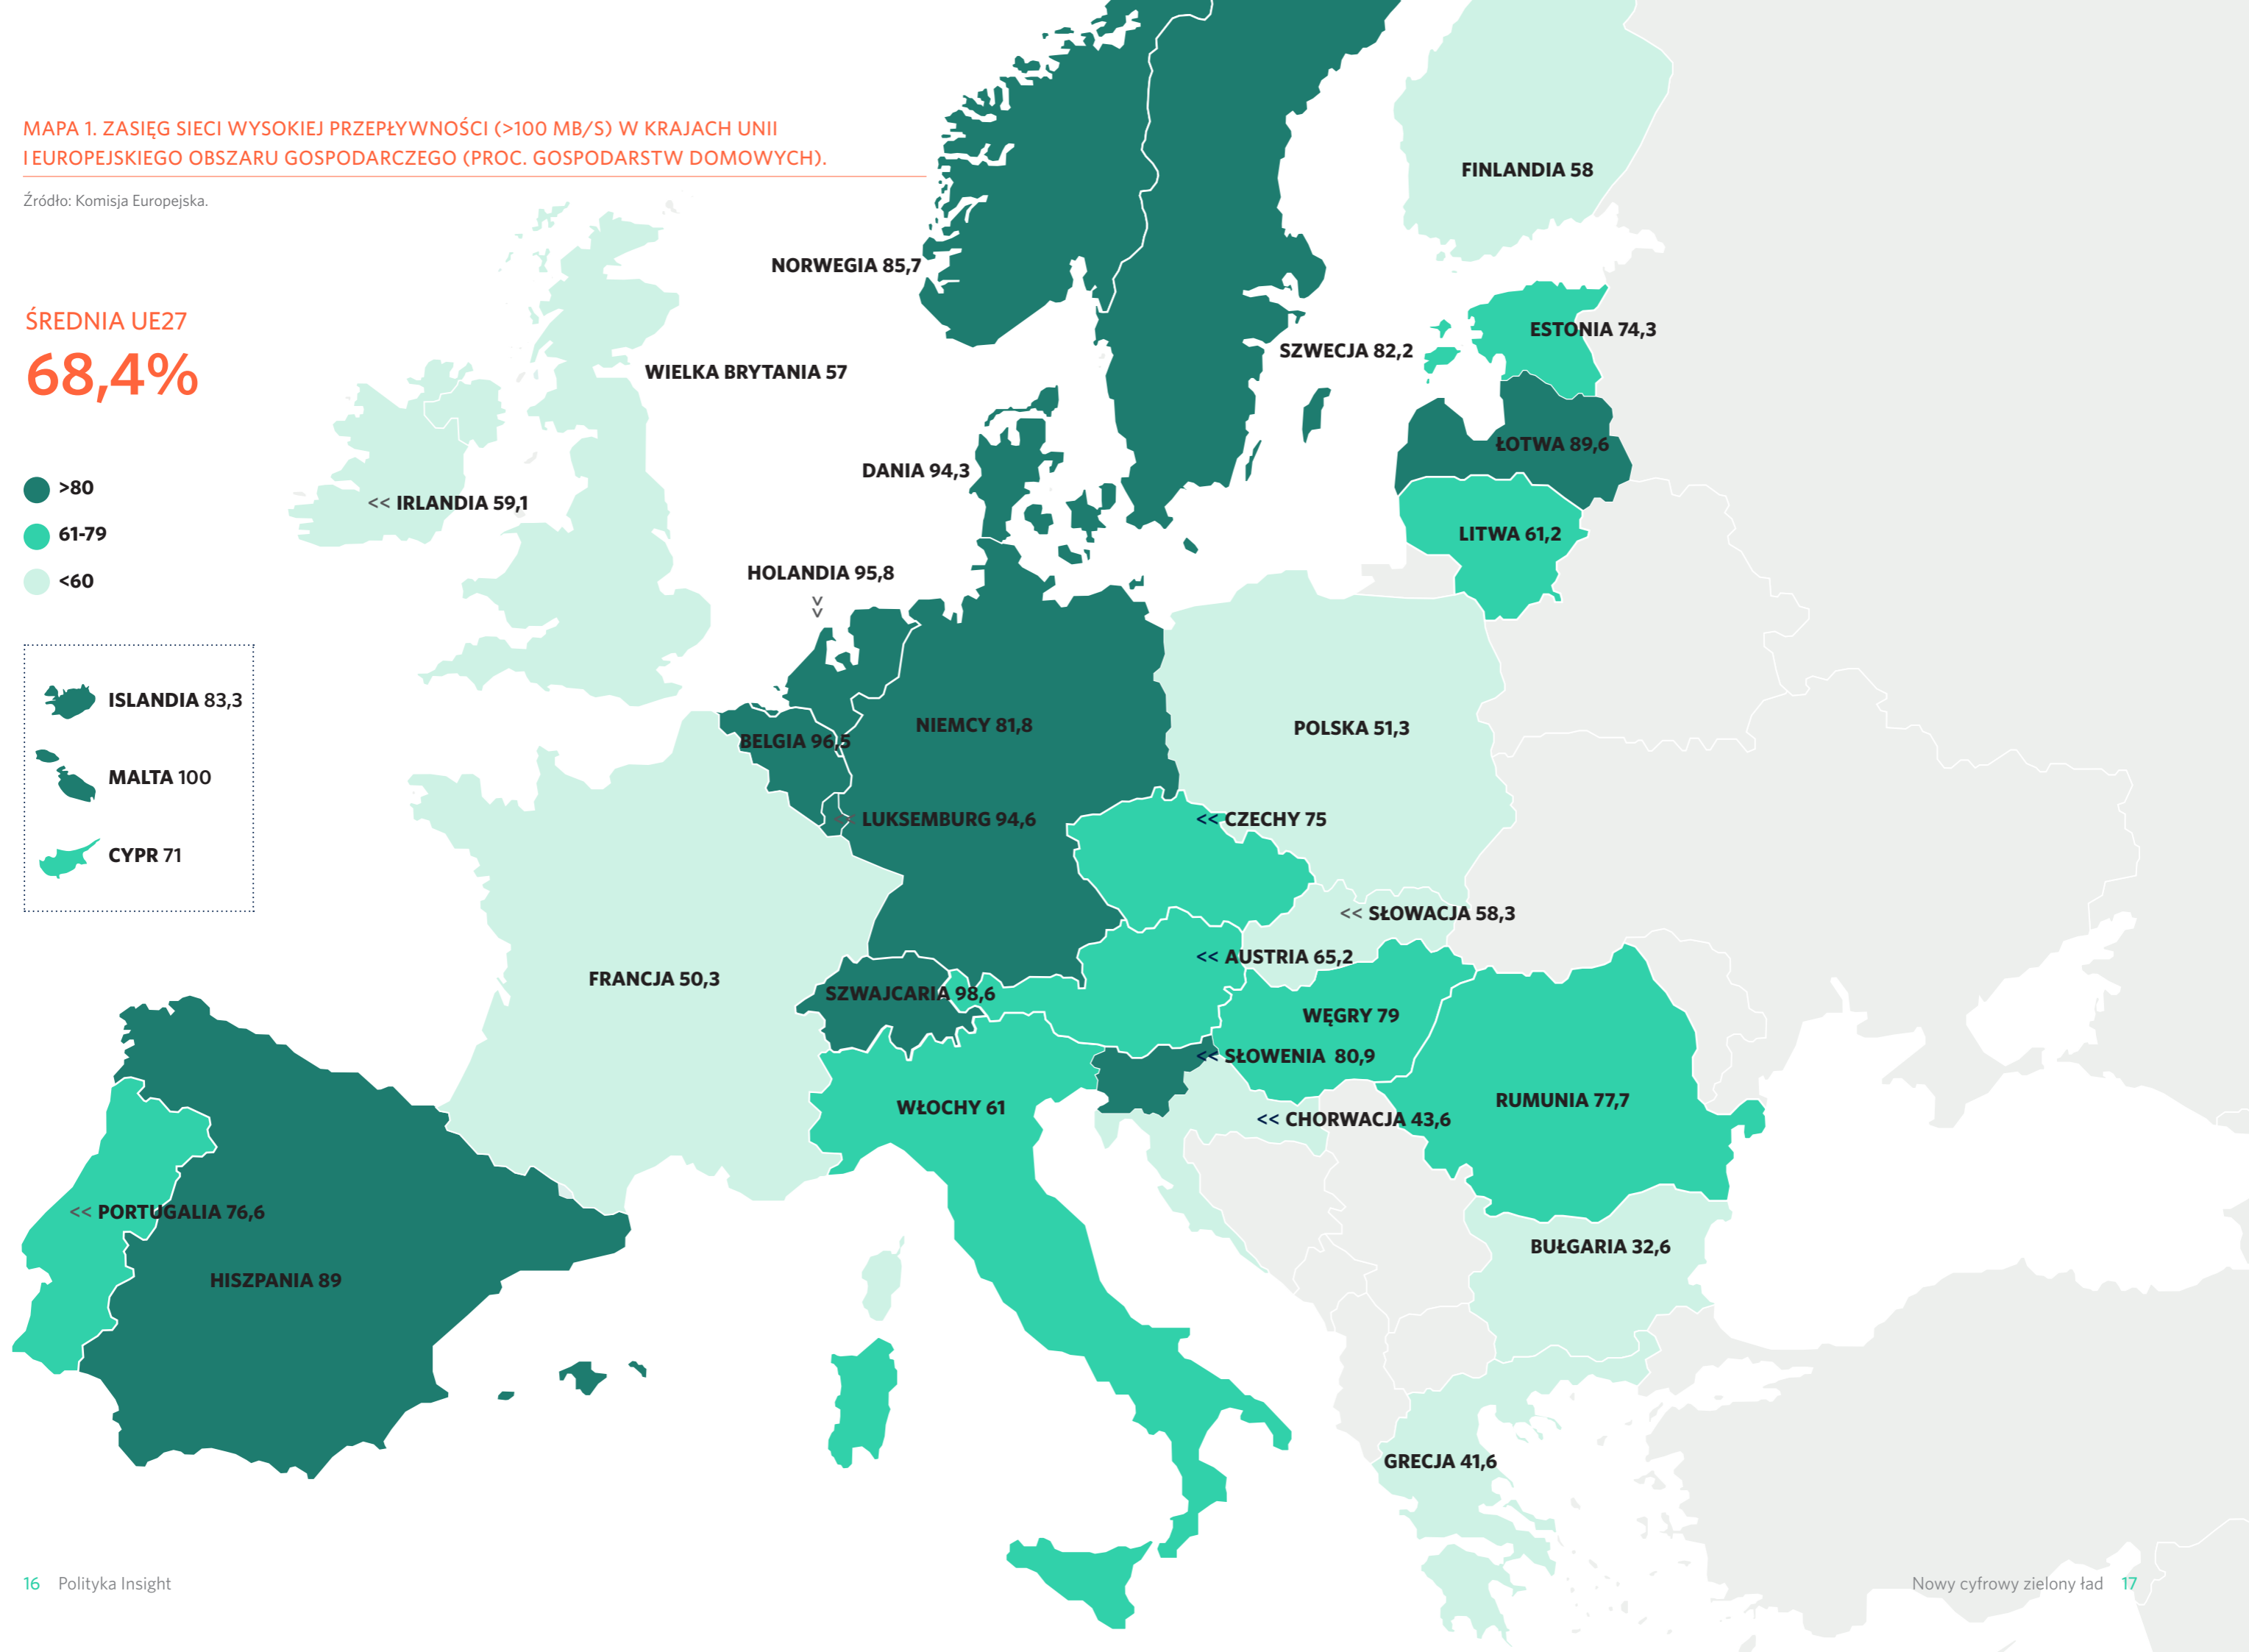 MAPA 1. ZASIĘG SIECI WYSOKIEJ PRZEPŁYWNOŚCI (>100 MB/S) W KRAJACH UNII
I EUROPEJSKIEGO OBSZARU GOSPODARCZEGO (PROC. GOSPODARSTW DOMOWYCH).
Źródło: Komisja Europejska.
ŚREDNIA UE27
68,4%
>80
61-79
<60
ISLANDIA 83,3
MALTA 100
CYPR 71
FINLANDIA 58
NORWEGIA 85,7
ESTONIA 74,3
SZWECJA 82,2
WIELKA BRYTANIA 57
ŁOTWA 89,6
DANIA 94,3
<< IRLANDIA 59,1
LITWA 61,2
HOLANDIA 95,8
<<
NIEMCY 81,8
POLSKA 51,3
BELGIA 96,5
<< LUKSEMBURG 94,6
<< CZECHY 75
<< SŁOWACJA 58,3
<< AUSTRIA 65,2
FRANCJA 50,3
SZWAJCARIA 98,6
WĘGRY 79
<< SŁOWENIA 80,9
RUMUNIA 77,7
WŁOCHY 61
<< CHORWACJA 43,6
<< PORTUGALIA 76,6
BUŁGARIA 32,6
HISZPANIA 89
GRECJA 41,6
16 Polityka Insight
Nowy cyfrowy zielony ład 17